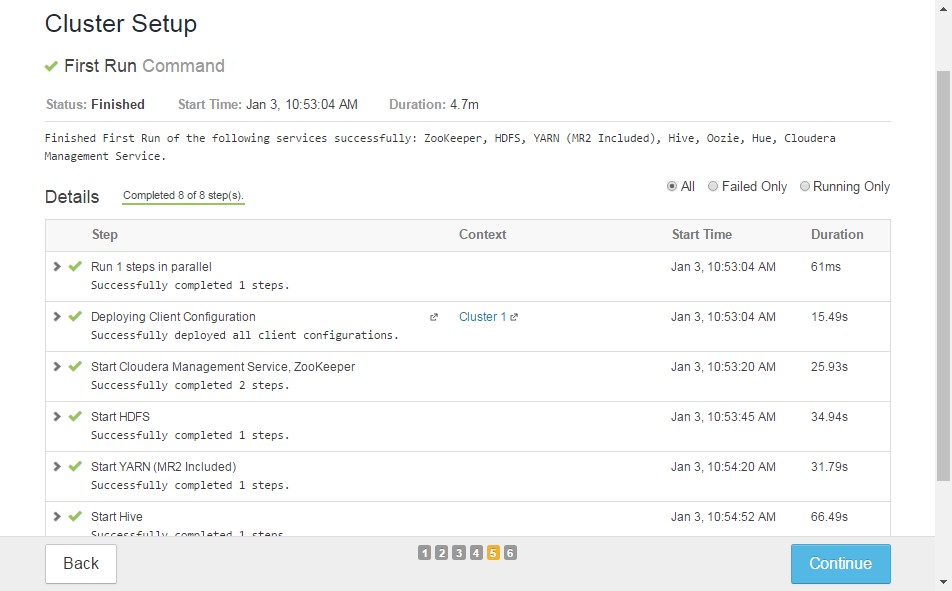 Cluster Setup
First Run Command
Status: Finished Start Time: Jan 3, 10:53:04 AM Duration: 4.7m
Finished First Run of the following services successfully: ZooKeeper, HDFS, YARN (MR2 Included), Hive, Oozie, Hue, Cloudera
Management Service.
Details Completed 8 of 8 step(s). All Failed Only Running Only
Step Context Start Time Duration
Run 1 steps in parallel Jan 3, 10:53:04 AM 61ms
Successfully completed 1 steps.
Deploying Client Configuration Cluster 1 Jan 3, 10:53:04 AM 15.49s
Successfully deployed all client configurations.
Start Cloudera Management Service, ZooKeeper Jan 3, 10:53:20 AM 25.93s
Successfully completed 2 steps.
Start HDFS Jan 3, 10:53:45 AM 34.94s
Successfully completed 1 steps.
Start YARN (MR2 Included) Jan 3, 10:54:20 AM 31.79s
Successfully completed 1 steps.
Start Hive Jan 3, 10:54:52 AM 66.49s
Successfully completed 1 steps.
Back 1 2 3 4 5 6 Continue